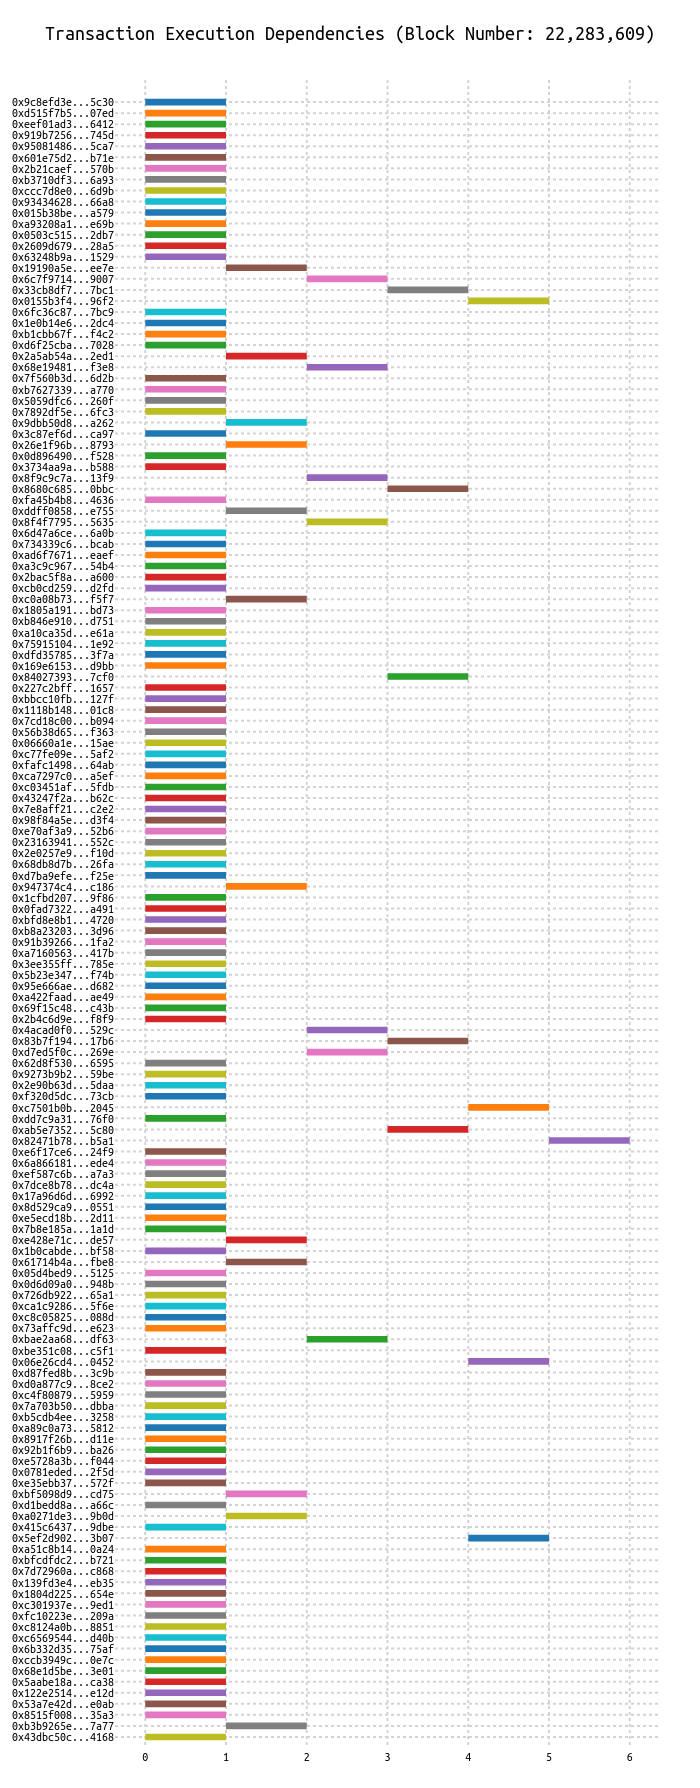 Transaction Execution Dependencies (Block Number: 22,283,609)
0x9c8efd3e...5c30
0xd515f7b5...07ed
0xeef01ad3...6412
0x919b7256...745d
0x95081486...5ca7
0x601e75d2...b71e
0x2b21caef...570b
0xb3710df3...6a93
0xccc7d8e0...6d9b
0x93434628...66a8
0x015b38be...a579
0xa93208a1...e69b
0x0503c515...2db7
0x2609d679...28a5
0x63248b9a...1529
0x19190a5e...ee7e
0x6c7f9714...9007
0x33cb8df7...7bc1
0x0155b3f4...96f2
0x6fc36c87...7bc9
0x1e0b14e6...2dc4
0xb1cbb67f...f4c2
0xd6f25cba...7028
0x2a5ab54a...2ed1
0x68e19481...f3e8
0x7f560b3d...6d2b
0xb7627339...a770
0x5059dfc6...260f
0x7892df5e...6fc3
0x9dbb50d8...a262
0x3c87ef6d...ca97
0x26e1f96b...8793
0x0d896490...f528
0x3734aa9a...b588
0x8f9c9c7a...13f9
0x8680c685...0bbc
0xfa45b4b8...4636
0xddff0858...e755
0x8f4f7795...5635
0x6d47a6ce...6a0b
0x734339c6...bcab
0xad6f7671...eaef
0xa3c9c967...54b4
0x2bac5f8a...a600
0xcb0cd259...d2fd
0xc0a08b73...f5f7
0x1805a191...bd73
0xb846e910...d751
0xa10ca35d...e61a
0x75915104...1e92
0xdfd35785...3f7a
0x169e6153...d9bb
0x84027393...7cf0
0x227c2bff...1657
0xbbcc10fb...127f
0x1118b148...01c8
0x7cd18c00...b094
0x56b38d65...f363
0x06660a1e...15ae
0xc77fe09e...5af2
0xfafc1498...64ab
0xca7297c0...a5ef
0xc03451af...5fdb
0x43247f2a...b62c
0x7e8aff21...c2e2
0x98f84a5e...d3f4
0xe70af3a9...52b6
0x23163941...552c
0x2e0257e9...f10d
0x68db8d7b...26fa
0xd7ba9efe...f25e
0x947374c4...c186
0x1cfbd207...9f86
0x0fad7322...a491
0xbfd8e8b1...4720
0xb8a23203...3d96
0x91b39266...1fa2
0xa7160563...417b
0x3ee355ff...785e
0x5b23e347...f74b
0x95e666ae...d682
0xa422faad...ae49
0x69f15c48...c43b
0x2b4c6d9e...f8f9
0x4acad0f0...529c
0x83b7f194...17b6
0xd7ed5f0c...269e
0x62d8f530...6595
0x9273b9b2...59be
0x2e90b63d...5daa
0xf320d5dc...73cb
0xc7501b0b...2045
0xdd7c9a31...76f0
0xab5e7352...5c80
0x82471b78...b5a1
0xe6f17ce6...24f9
0x6a866181...ede4
0xef587c6b...a7a3
0x7dce8b78...dc4a
0x17a96d6d...6992
0x8d529ca9...0551
0xe5ecd18b...2d11
0x7b8e185a...1a1d
0xe428e71c...de57
0x1b0cabde...bf58
0x61714b4a...fbe8
0x05d4bed9...5125
0x0d6d09a0...948b
0x726db922...65a1
0xca1c9286...5f6e
0xc8c05825...088d
0x73affc9d...e623
0xbae2aa68...df63
0xbe351c08...c5f1
0x06e26cd4...0452
0xd87fed8b...3c9b
0xd0a877c9...8ce2
0xc4f80879...5959
0x7a703b50...dbba
0xb5cdb4ee...3258
0xa89c0a73...5812
0x8917f26b...d11e
0x92b1f6b9...ba26
0xe5728a3b...f044
0x0781eded...2f5d
0xe35ebb37...572f
0xbf5098d9...cd75
0xd1bedd8a...a66c
0xa0271de3...9b0d
0x415c6437...9dbe
0x5ef2d902...3b07
0xa51c8b14...0a24
0xbfcdfdc2...b721
0x7d72960a...c868
0x139fd3e4...eb35
0x1804d225...654e
0xc301937e...9ed1
0xfc10223e...209a
0xc8124a0b...8851
0xc6569544...d40b
0x6b332d35...75af
0xccb3949c...0e7c
0x68e1d5be...3e01
0x5aabe18a...ca38
0x122e2514...e12d
0x53a7e42d...e0ab
0x8515f008...35a3
0xb3b9265e...7a77
0x43dbc50c...4168
0 1 2 3 4 5 6